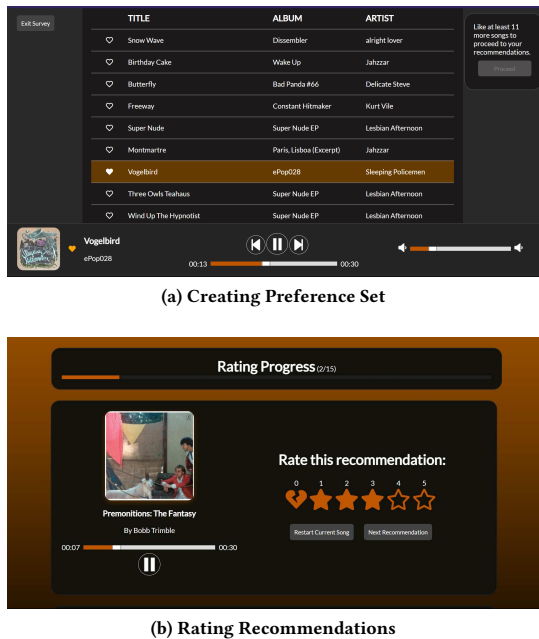 Exit Survey
TITLE ALBUM ARTIST
Snow Wave Dissembler alright lover
Birthday Cake Wake Up Jahzzar
Butterfly Bad Panda #66 Delicate Steve
Freeway Constant Hitmaker Kurt Vile
Super Nude Super Nude EP Lesbian Afternoon
Montmartre Paris, Lisboa (Excerpt) Jahzzar
Vogelbird ePop028 Sleeping Policemen
Three Owls Teahaus Super Nude EP Lesbian Afternoon
Wind Up The Hypnotist Super Nude EP Lesbian Afternoon
Like at least 11
more songs to
proceed to your
recommendations.
Proceed
Vogelbird
ePop028
00:13 00:30
(a) Creating Preference Set
Rating Progress (2/15)
Premonitions: The Fantasy
By Bobb Trimble
00:07 00:30
Rate this recommendation:
0 1 2 3 4 5
Restart Current Song Next Recommendation
(b) Rating Recommendations